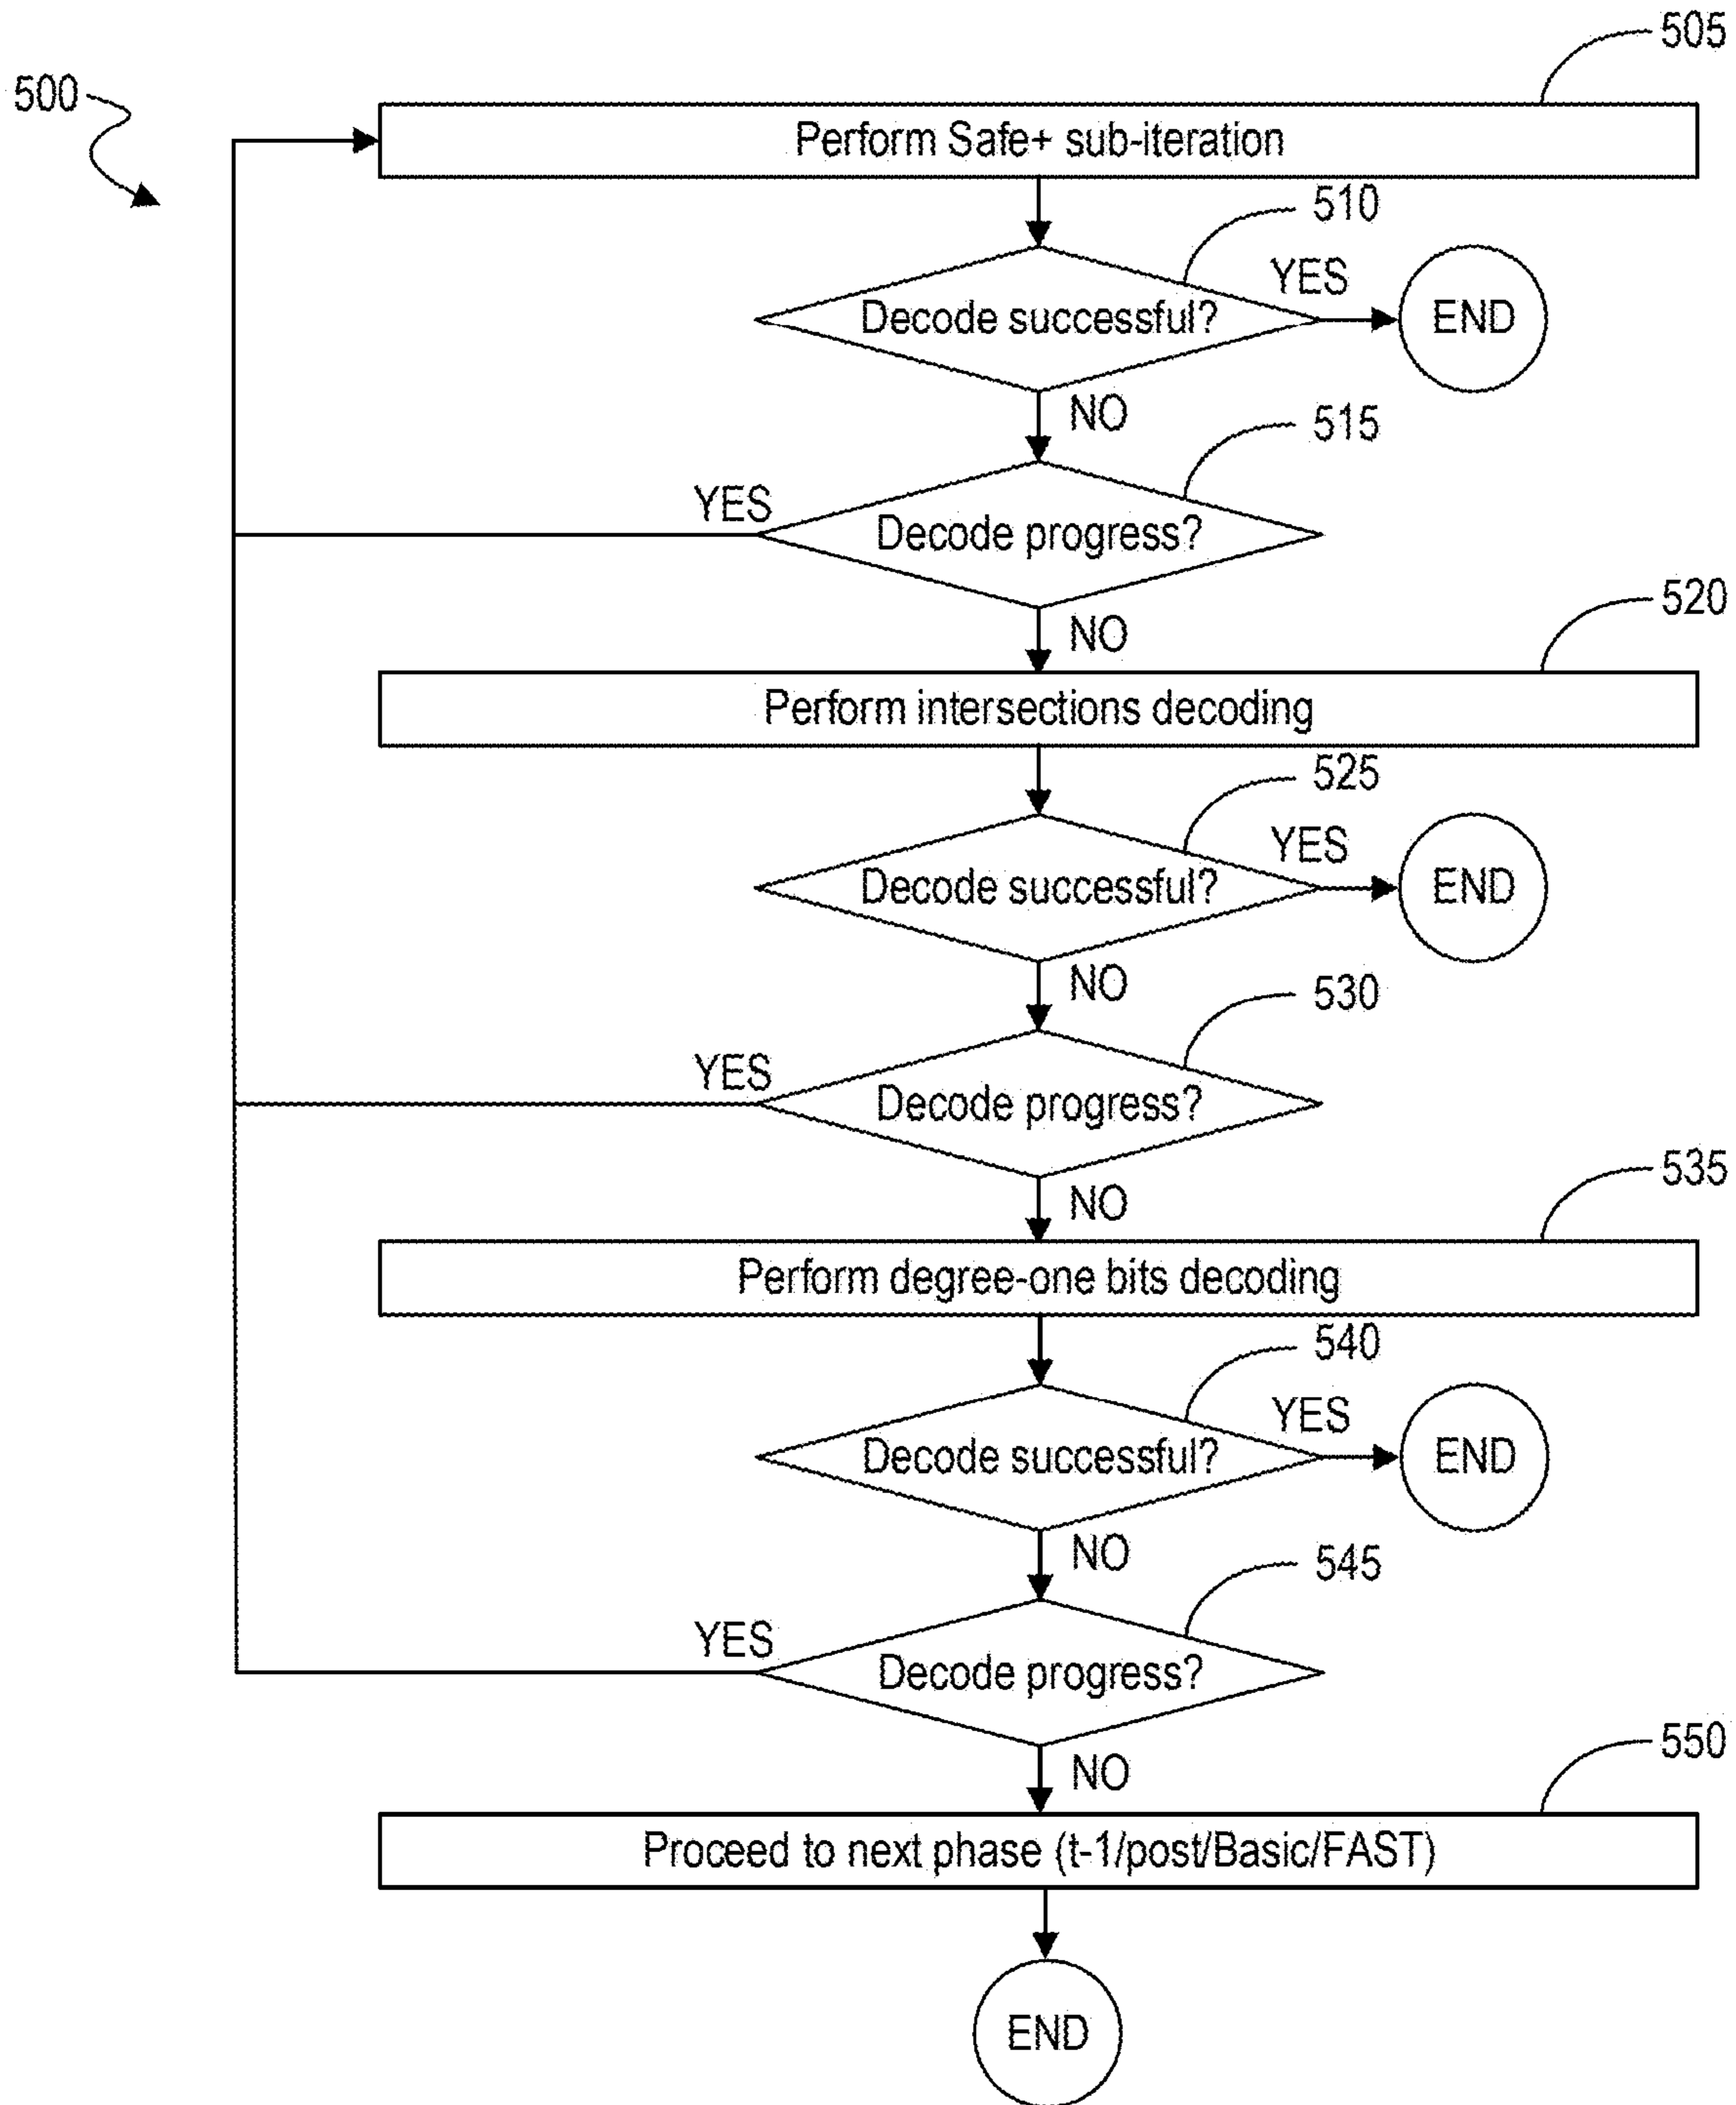 505
500
Perform Safe+ sub-iteration
510
YES
Decode successful?
END
NO
515
YES
Decode progress?
520
NO
Perform intersections decoding
525
YES
Decode successful?
END
NO
530
YES
Decode progress?
535
NO
Perform degree-one bits decoding
540
YES
Decode successful?
END
NO
545
YES
Decode progress?
550
NO
Proceed to next phase (t-1/post/Basic/FAST)
END